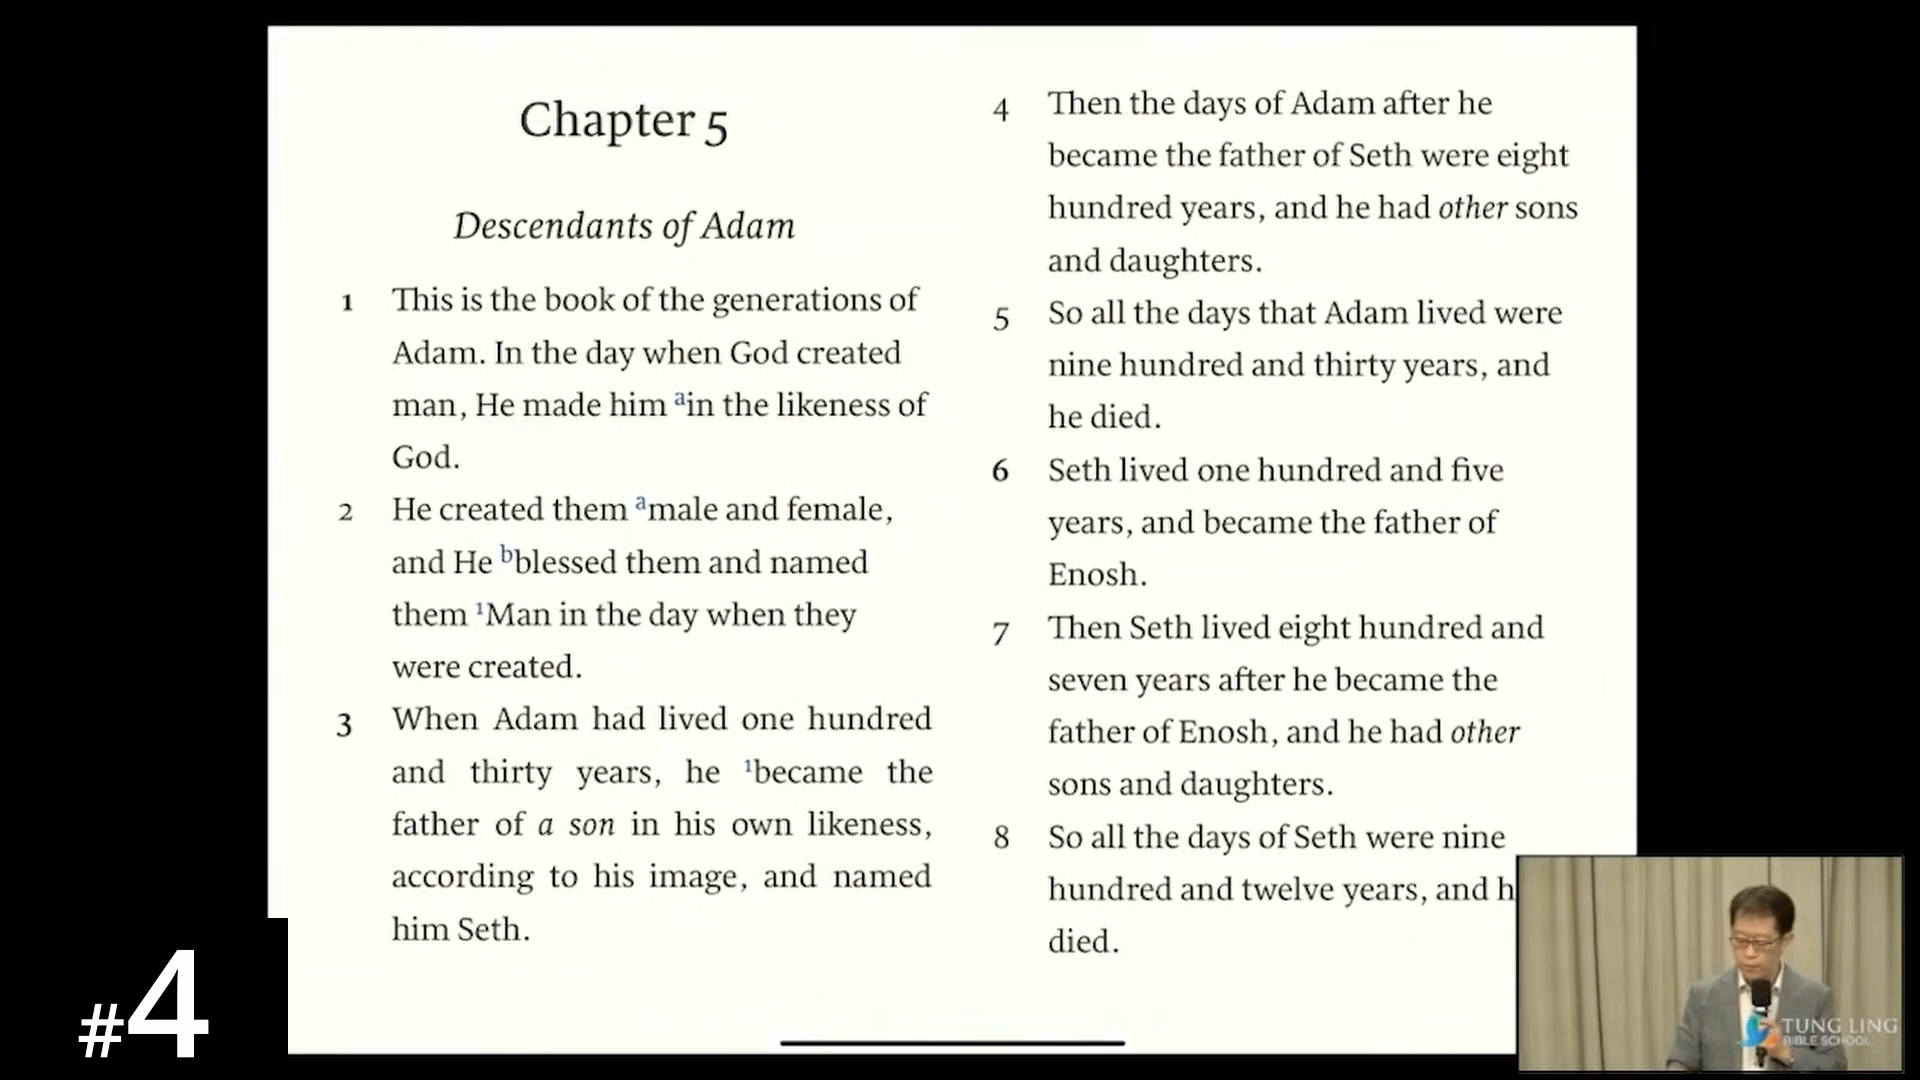 Chapter 5
Descendants of Adam
1 This is the book of the generations of
Adam. In the day when God created
man, He made him ain the likeness of
God.
2 He created them amale and female,
and He bblessed them and named
them 1Man in the day when they
were created.
3 When Adam had lived one hundred
and thirty years, he 1became the
father of a son in his own likeness,
according to his image, and named
him Seth.
4 Then the days of Adam after he
became the father of Seth were eight
hundred years, and he had other sons
and daughters.
5 So all the days that Adam lived were
nine hundred and thirty years, and
he died.
6 Seth lived one hundred and five
years, and became the father of
Enosh.
7 Then Seth lived eight hundred and
seven years after he became the
father of Enosh, and he had other
sons and daughters.
8 So all the days of Seth were nine
hundred and twelve years, and h
died.
#4
TUNG LING
BIBLE SCHOOL